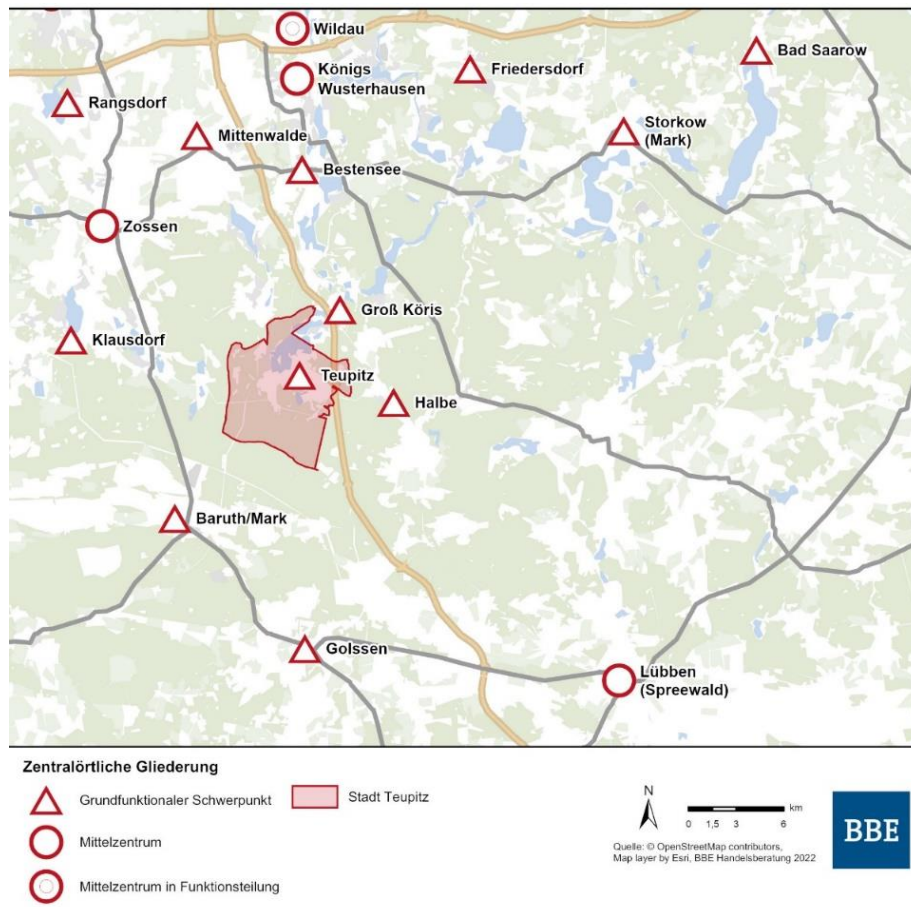 Wildau
Bad Saarow
Königs
Wusterhausen
Friedersdorf
Rangsdorf
Mittenwalde
Storkow
(Mark)
Bestensee
Zossen
Groß Köris
Klausdorf
Teupitz
Halbe
Baruth/Mark
Golssen
Lübben
(Spreewald)
Zentralörtliche Gliederung
Grundfunktionaler Schwerpunkt
Stadt Teupitz
Mittelzentrum
Mittelzentrum in Funktionsteilung
N
km
0 1,5 3 6
Quelle: © OpenStreetMap contributors,
Map layer by Esri, BBE Handelsberatung 2022
BBE